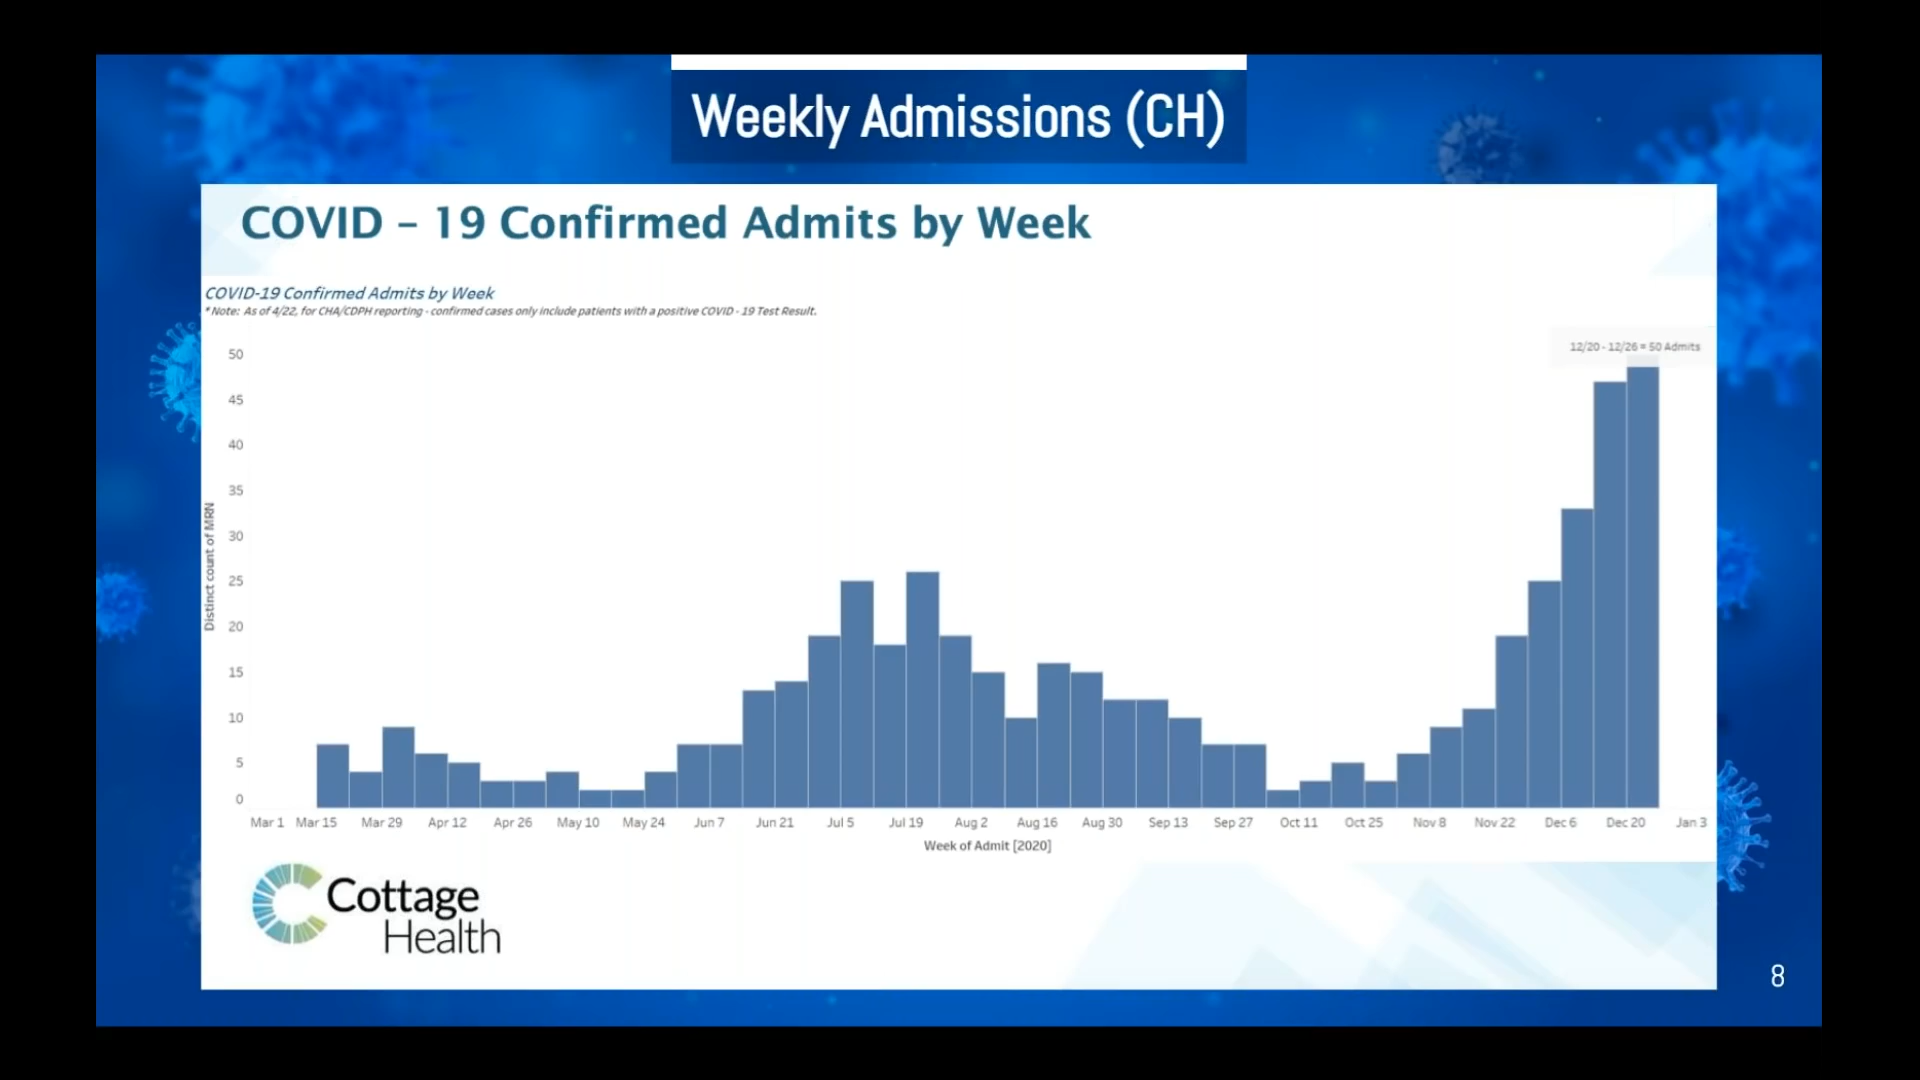 Weekly Admissions (CH)
COVID – 19 Confirmed Admits by Week
COVID-19 Confirmed Admits by Week
* Note: As of 4/22, for CHA/CDPH reporting - confirmed cases only include patients with a positive COVID - 19 Test Result.
12/20 - 12/26 = 50 Admits
50
45
40
35
30
25
20
15
10
5
0
Distinct count of MRN
Mar 1 Mar 15 Mar 29 Apr 12 Apr 26 May 10 May 24 Jun 7 Jun 21 Jul 5 Jul 19 Aug 2 Aug 16 Aug 30 Sep 13 Sep 27 Oct 11 Oct 25 Nov 8 Nov 22 Dec 6 Dec 20 Jan 3
Week of Admit [2020]
Cottage
Health
8